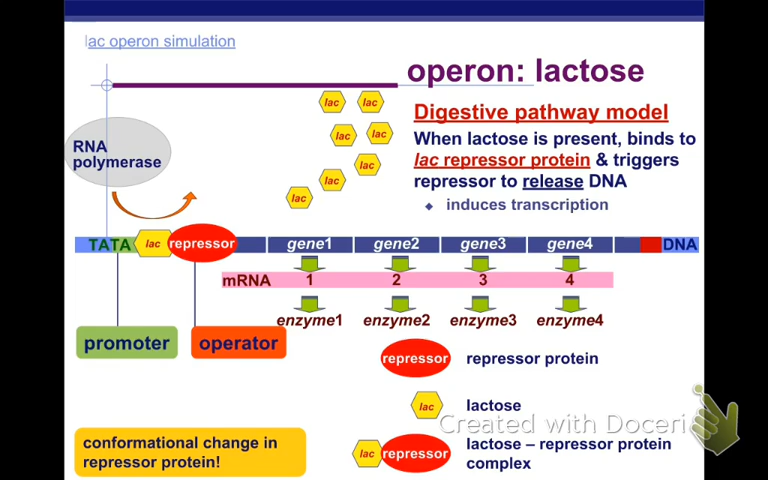 lac operon simulation
operon: lactose
lac
lac
Digestive pathway model
lac
lac
When lactose is present, binds to
RNA
polymerase
lac
lac repressor protein & triggers
lac
repressor to release DNA
lac
induces transcription
TATA
lac
repressor
gene1
gene2
gene3
gene4
DNA
mRNA
1
2
3
4
enzyme1
enzyme2
enzyme3
enzyme4
promoter
operator
repressor
repressor protein
lac
lactose
Created with Doceri
conformational change in
repressor protein!
lac
repressor
lactose – repressor protein
complex